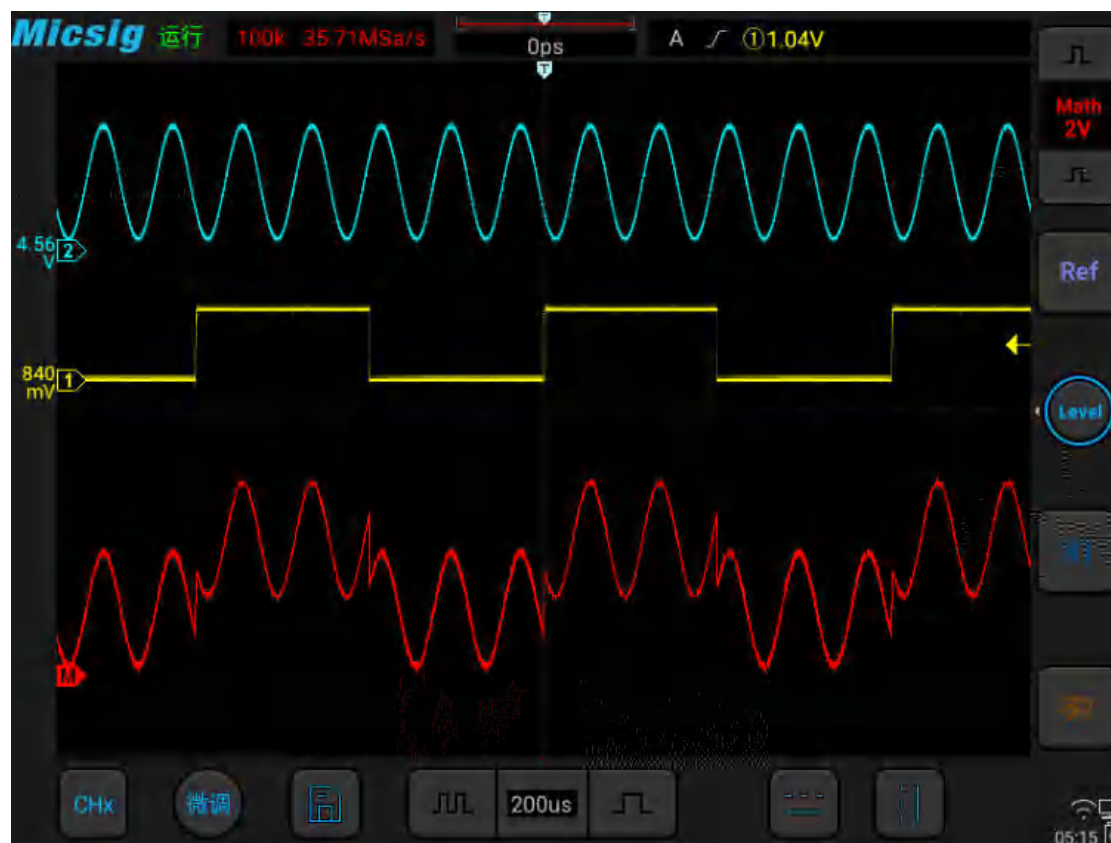 Micsig 运行 100k 35.71MSa/s T 0ps A ①1.04V
T
Math
2V
4.56
V 2
Ref
840
mV 1
Level
M
CHx 微调 200us
05:15